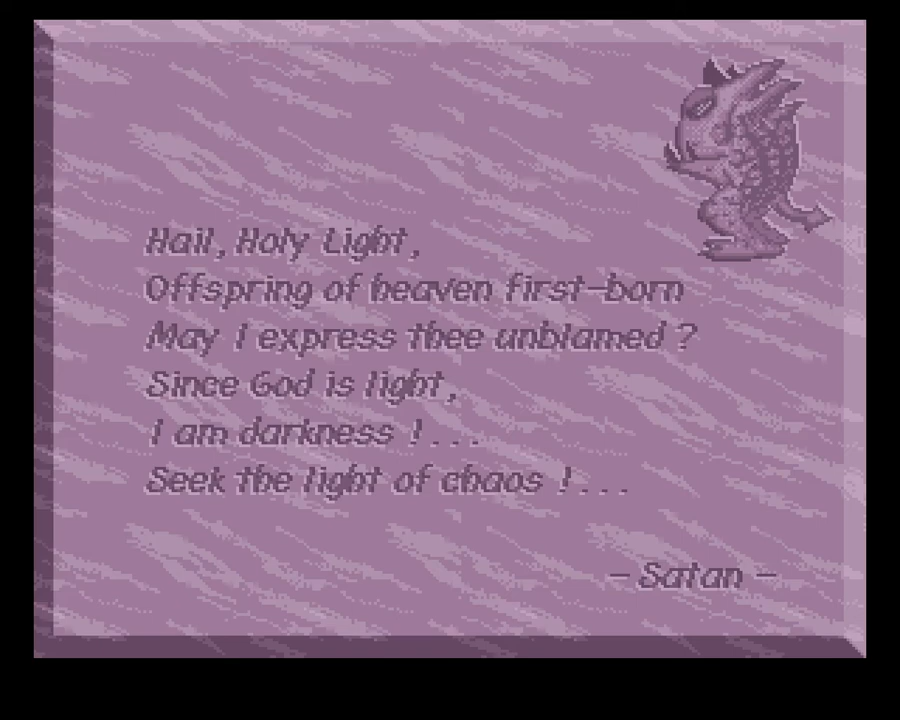 Hail, Holy Light,
Offspring of heaven first-born
May I express thee unblamed ?
Since God is light,
I am darkness !...
Seek the light of chaos !...
- Satan -